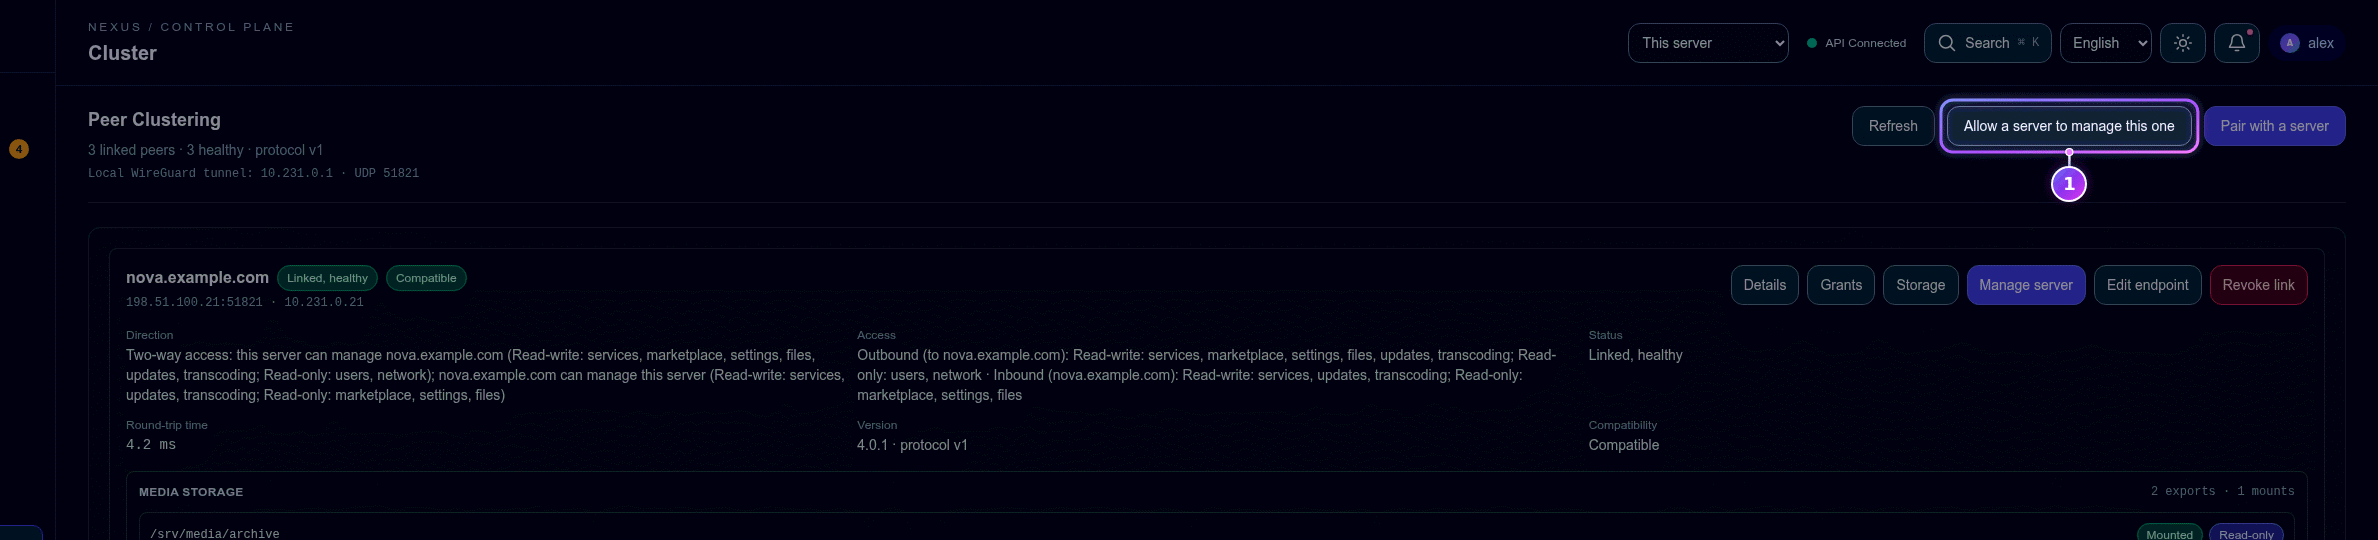 NEXUS / CONTROL PLANE
Cluster
This server
API Connected
Search ⌘ K
English
A alex
Peer Clustering
3 linked peers · 3 healthy · protocol v1
Local WireGuard tunnel: 10.231.0.1 · UDP 51821
Refresh
Allow a server to manage this one
Pair with a server
1
4
nova.example.com Linked, healthy Compatible
198.51.100.21:51821 · 10.231.0.21
Details
Grants
Storage
Manage server
Edit endpoint
Revoke link
Direction
Two-way access: this server can manage nova.example.com (Read-write: services, marketplace, settings, files,
updates, transcoding; Read-only: users, network); nova.example.com can manage this server (Read-write: services,
updates, transcoding; Read-only: marketplace, settings, files)
Access
Outbound (to nova.example.com): Read-write: services, marketplace, settings, files, updates, transcoding; Read-
only: users, network · Inbound (nova.example.com): Read-write: services, updates, transcoding; Read-only:
marketplace, settings, files
Status
Linked, healthy
Round-trip time
4.2 ms
Version
4.0.1 · protocol v1
Compatibility
Compatible
MEDIA STORAGE
2 exports · 1 mounts
/srv/media/archive
Mounted
Read-only